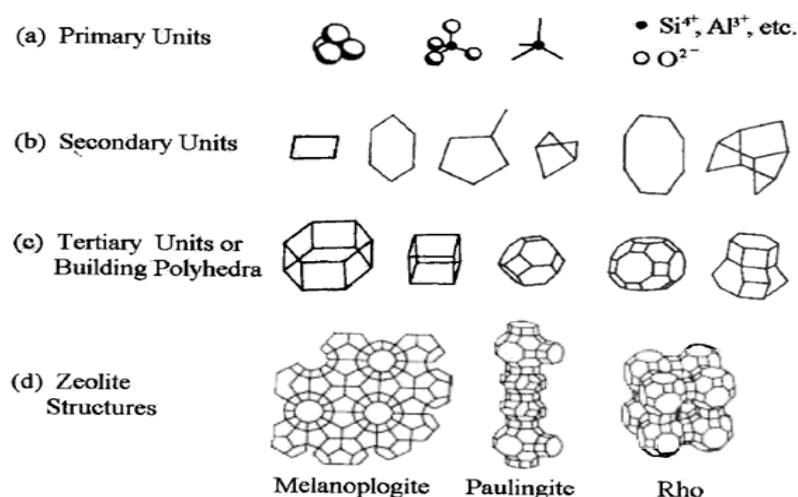 (a) Primary Units
● Si⁴⁺, Al³⁺, etc.
○ O²⁻
(b) Secondary Units
(c) Tertiary Units or
Building Polyhedra
(d) Zeolite
Structures
Melanoplogite Paulingite Rho